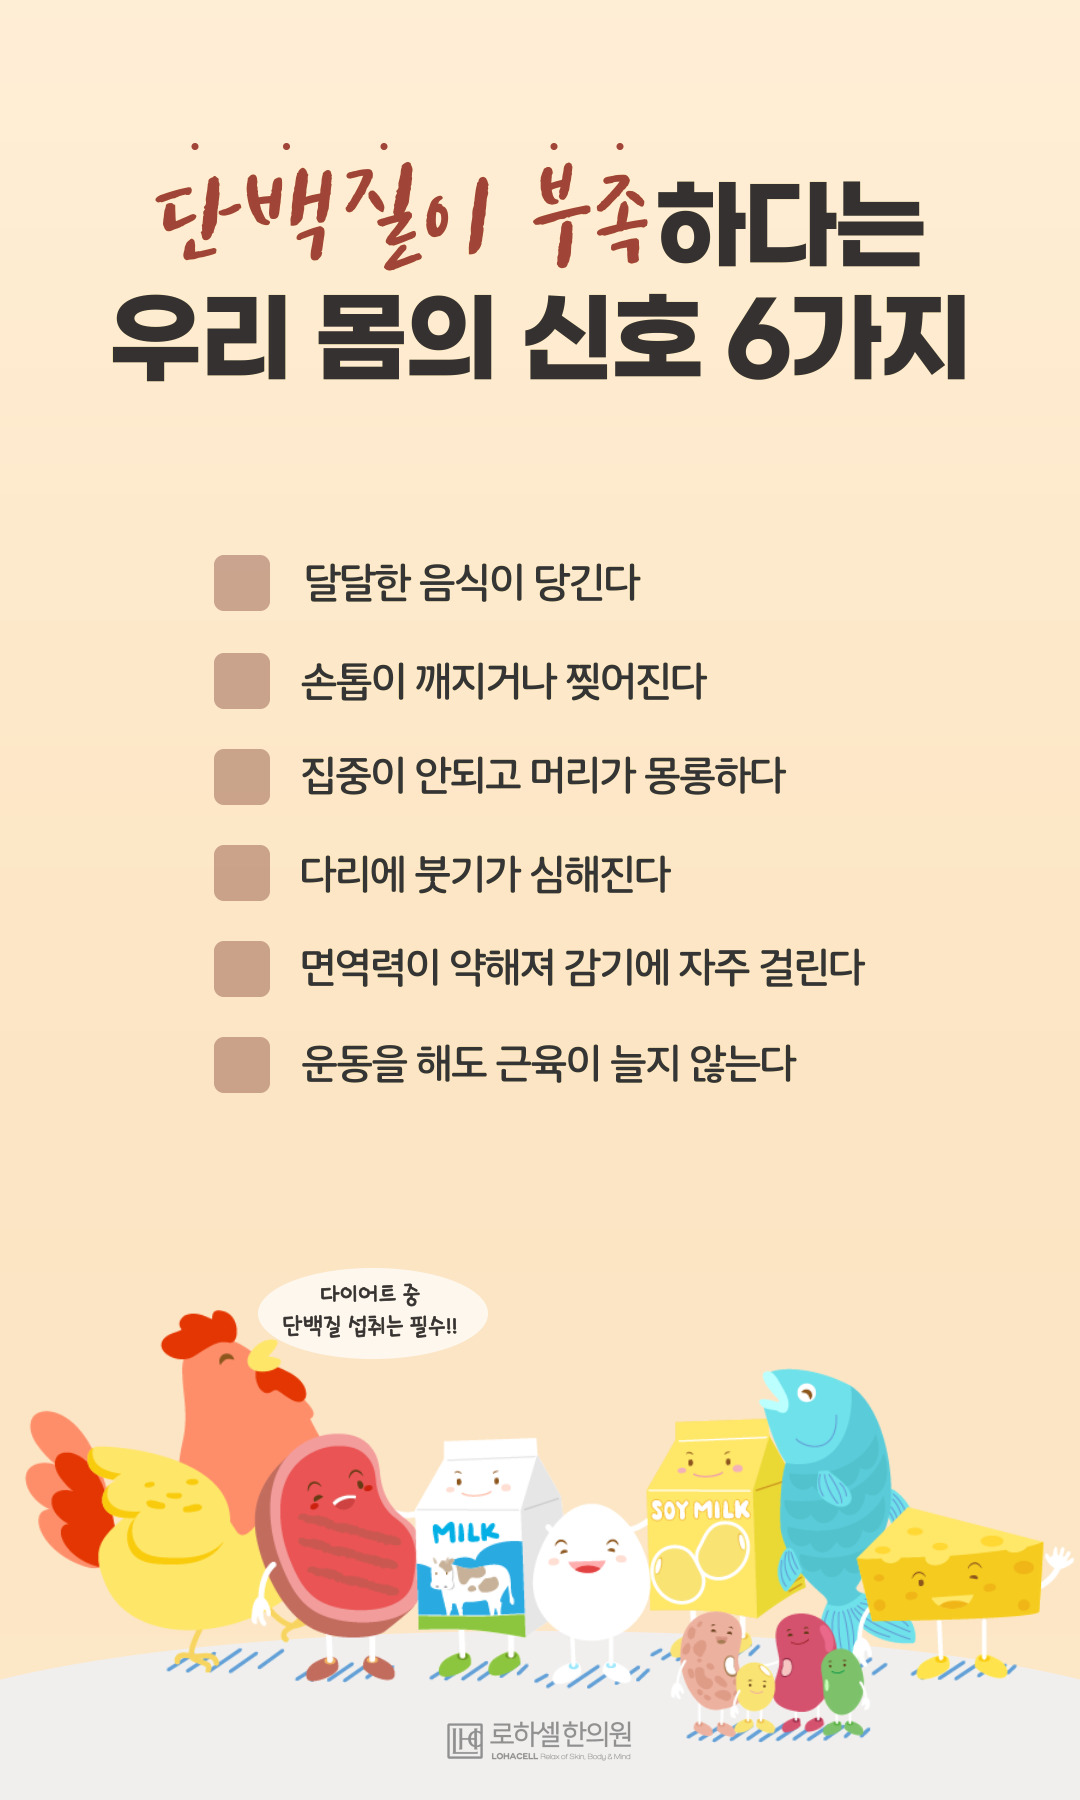 단백질이 부족하다는
우리 몸의 신호 6가지
달달한 음식이 당긴다
손톱이 깨지거나 찢어진다
집중이 안되고 머리가 몽롱하다
다리에 붓기가 심해진다
면역력이 약해져 감기에 자주 걸린다
운동을 해도 근육이 늘지 않는다
다이어트 중
단백질 섭취는 필수!!
MILK
SOY MILK
LHC 로하셀한의원
LOHACELL Relax of Skin, Body & Mind